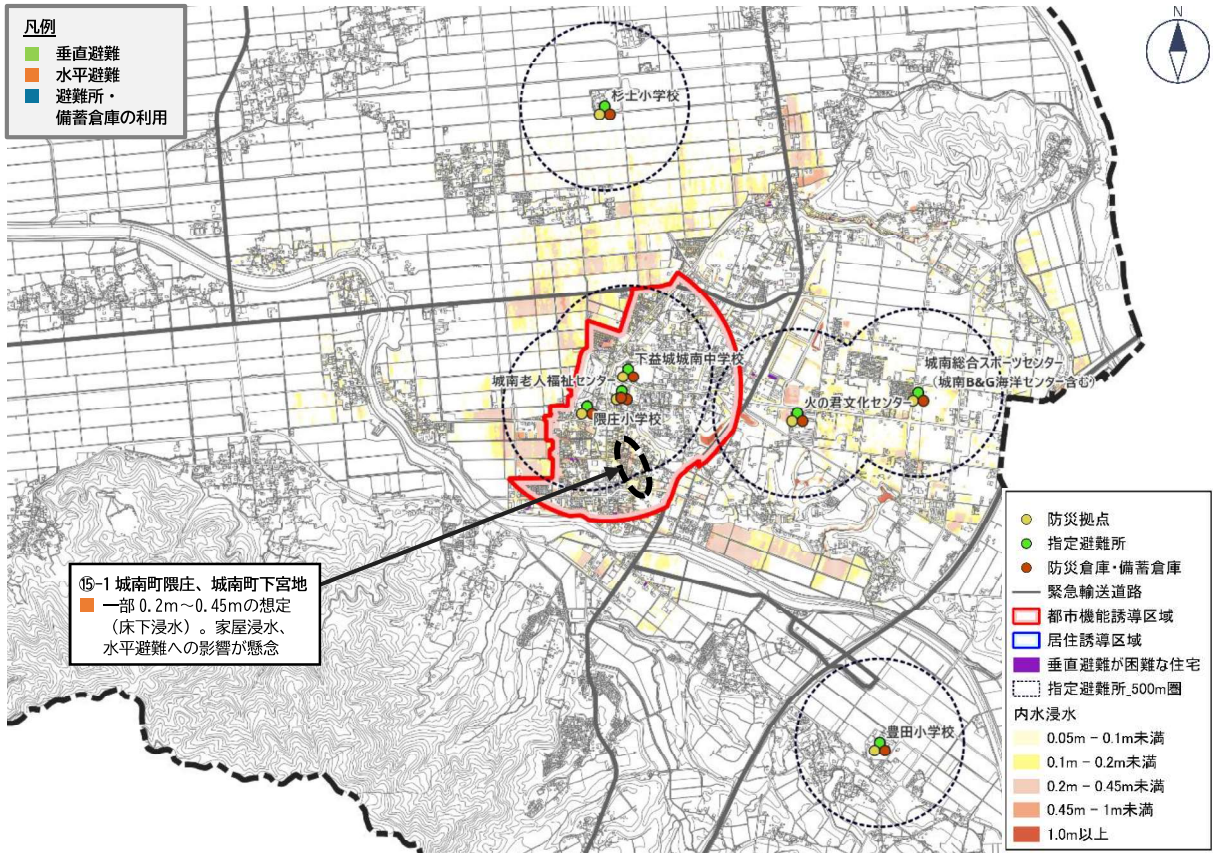 凡例
垂直避難
水平避難
避難所・
備蓄倉庫の利用
N
杉上小学校
下益城城南中学校
城南老人福祉センター
隈庄小学校
城南総合スポーツセンター
(城南B&G海洋センター含む)
火の君文化センター
⑮-1 城南町隈庄、城南町下宮地
一部 0.2m～0.45mの想定
(床下浸水)。家屋浸水、
水平避難への影響が懸念
豊田小学校
防災拠点
指定避難所
防災倉庫・備蓄倉庫
緊急輸送道路
都市機能誘導区域
居住誘導区域
垂直避難が困難な住宅
指定避難所_500m圏
内水浸水
0.05m - 0.1m未満
0.1m - 0.2m未満
0.2m - 0.45m未満
0.45m - 1m未満
1.0m以上